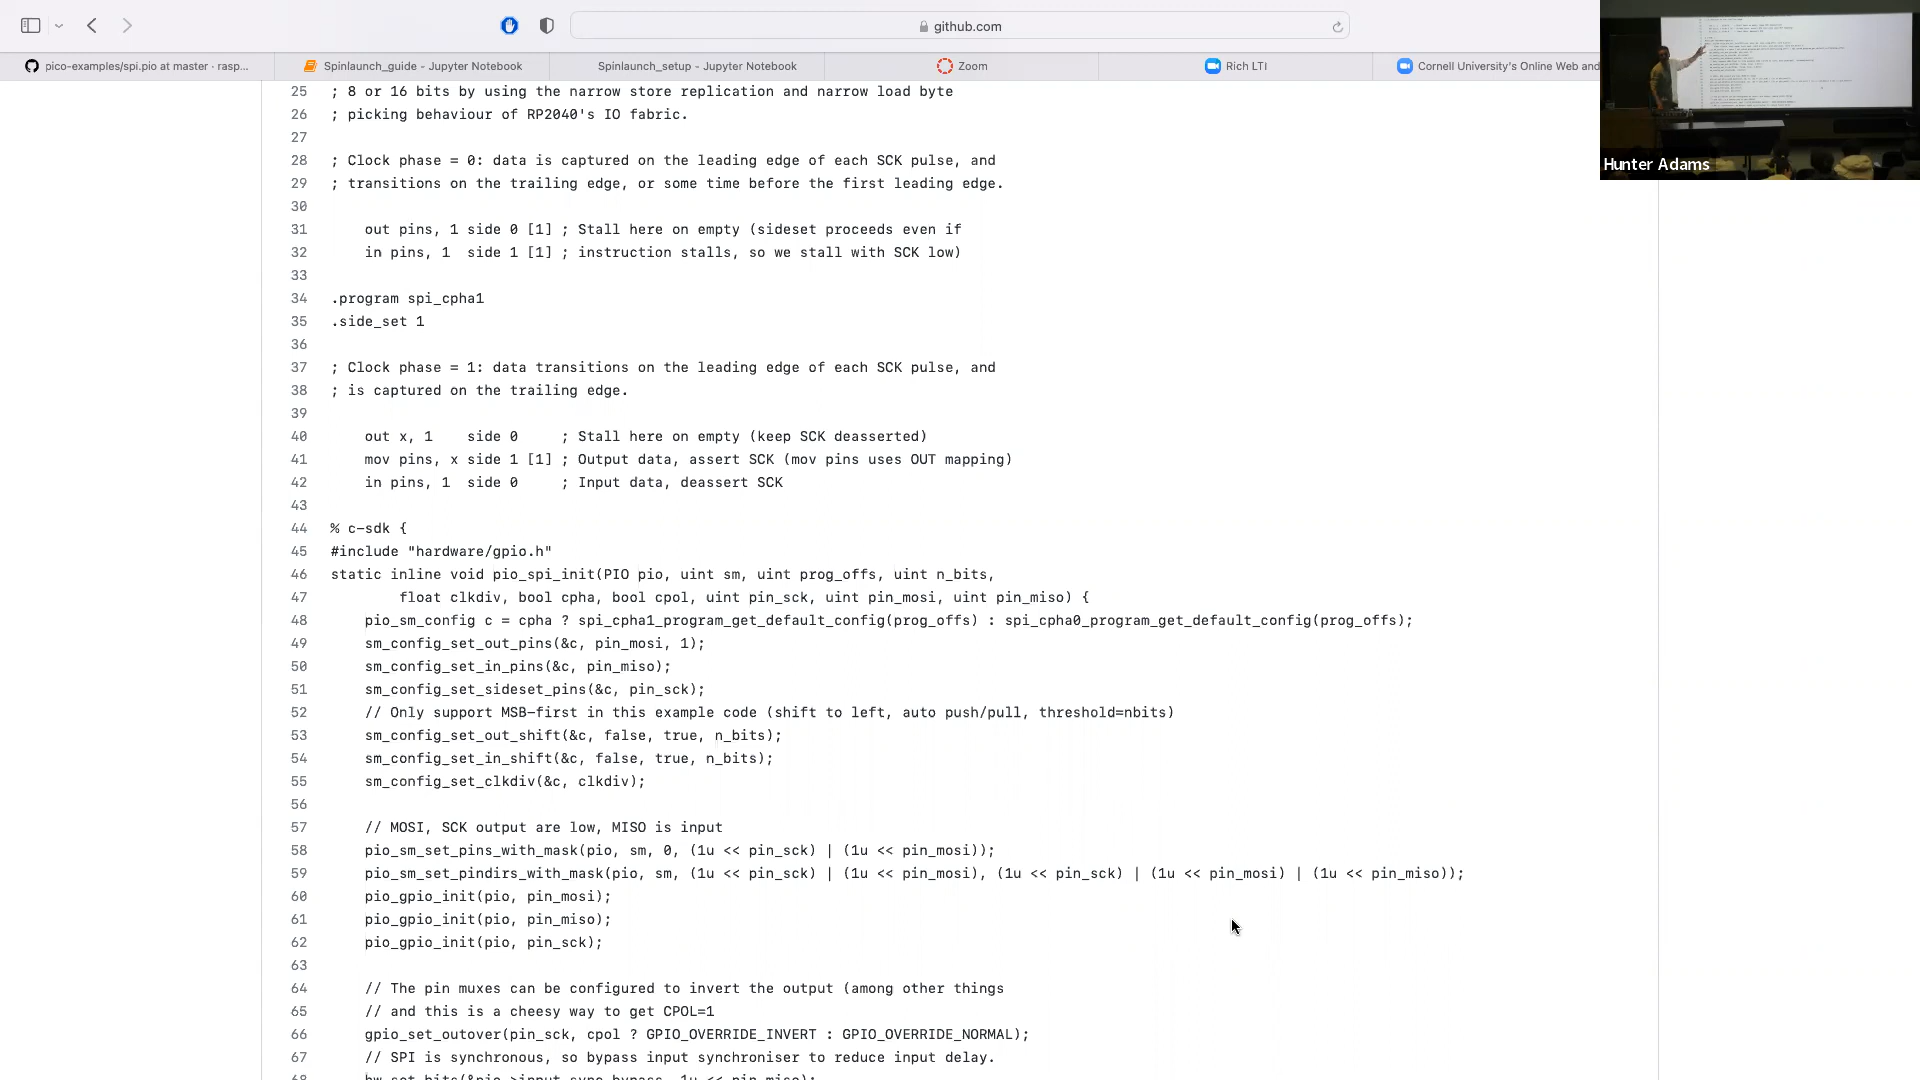 github.com
pico-examples/spi.pio at master · rasp...
Spinlaunch_guide - Jupyter Notebook
Spinlaunch_setup - Jupyter Notebook
Zoom
Rich LTI
Cornell University's Online Web and
Hunter Adams
25 ; 8 or 16 bits by using the narrow store replication and narrow load byte
26 ; picking behaviour of RP2040's IO fabric.
27
28 ; Clock phase = 0: data is captured on the leading edge of each SCK pulse, and
29 ; transitions on the trailing edge, or some time before the first leading edge.
30
31     out pins, 1 side 0 [1] ; Stall here on empty (sideset proceeds even if
32     in pins, 1  side 1 [1] ; instruction stalls, so we stall with SCK low)
33
34 .program spi_cpha1
35 .side_set 1
36
37 ; Clock phase = 1: data transitions on the leading edge of each SCK pulse, and
38 ; is captured on the trailing edge.
39
40     out x, 1    side 0     ; Stall here on empty (keep SCK deasserted)
41     mov pins, x side 1 [1] ; Output data, assert SCK (mov pins uses OUT mapping)
42     in pins, 1  side 0     ; Input data, deassert SCK
43
44 % c-sdk {
45 #include "hardware/gpio.h"
46 static inline void pio_spi_init(PIO pio, uint sm, uint prog_offs, uint n_bits,
47         float clkdiv, bool cpha, bool cpol, uint pin_sck, uint pin_mosi, uint pin_miso) {
48     pio_sm_config c = cpha ? spi_cpha1_program_get_default_config(prog_offs) : spi_cpha0_program_get_default_config(prog_offs);
49     sm_config_set_out_pins(&c, pin_mosi, 1);
50     sm_config_set_in_pins(&c, pin_miso);
51     sm_config_set_sideset_pins(&c, pin_sck);
52     // Only support MSB-first in this example code (shift to left, auto push/pull, threshold=nbits)
53     sm_config_set_out_shift(&c, false, true, n_bits);
54     sm_config_set_in_shift(&c, false, true, n_bits);
55     sm_config_set_clkdiv(&c, clkdiv);
56
57     // MOSI, SCK output are low, MISO is input
58     pio_sm_set_pins_with_mask(pio, sm, 0, (1u << pin_sck) | (1u << pin_mosi));
59     pio_sm_set_pindirs_with_mask(pio, sm, (1u << pin_sck) | (1u << pin_mosi), (1u << pin_sck) | (1u << pin_mosi) | (1u << pin_miso));
60     pio_gpio_init(pio, pin_mosi);
61     pio_gpio_init(pio, pin_miso);
62     pio_gpio_init(pio, pin_sck);
63
64     // The pin muxes can be configured to invert the output (among other things
65     // and this is a cheesy way to get CPOL=1
66     gpio_set_outover(pin_sck, cpol ? GPIO_OVERRIDE_INVERT : GPIO_OVERRIDE_NORMAL);
67     // SPI is synchronous, so bypass input synchroniser to reduce input delay.
68     hw_set_bits(&pio->input_sync_bypass, 1u << pin_miso);